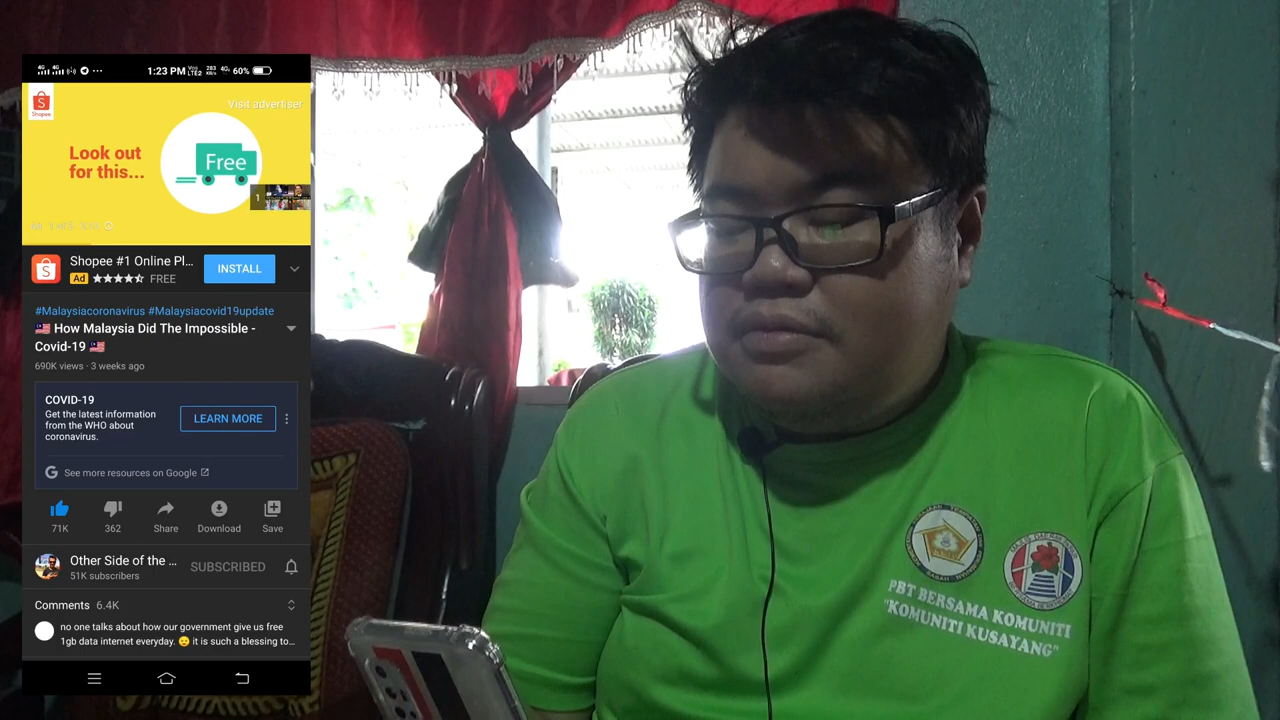 1:23 PM
60%
Shopee
Visit advertiser
Look out
for this...
Free
1
Shopee #1 Online Pl...
INSTALL
Ad
FREE
#Malaysiacoronavirus #Malaysiacovid19update
How Malaysia Did The Impossible -
Covid-19
690K views · 3 weeks ago
COVID-19
Get the latest information
from the WHO about
coronavirus.
LEARN MORE
See more resources on Google
71K
362
Share
Download
Save
Other Side of the ...
51K subscribers
SUBSCRIBED
Comments 6.4K
no one talks about how our government give us free
1gb data internet everyday. 😔 it is such a blessing to...
PBT BERSAMA KOMUNITI
"KOMUNITI KUSAYANG"